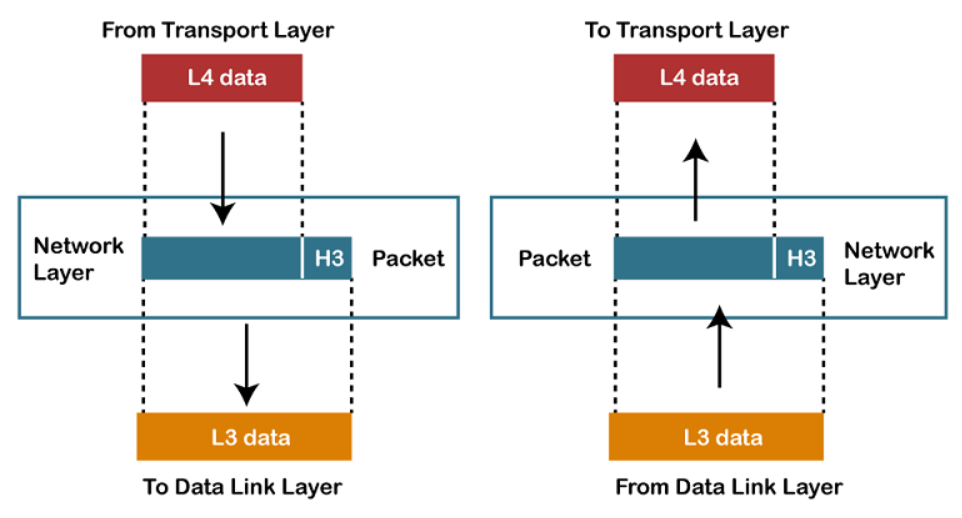 From Transport Layer
L4 data
Network
Layer
H3
Packet
L3 data
To Data Link Layer
To Transport Layer
L4 data
Packet
H3
Network
Layer
L3 data
From Data Link Layer